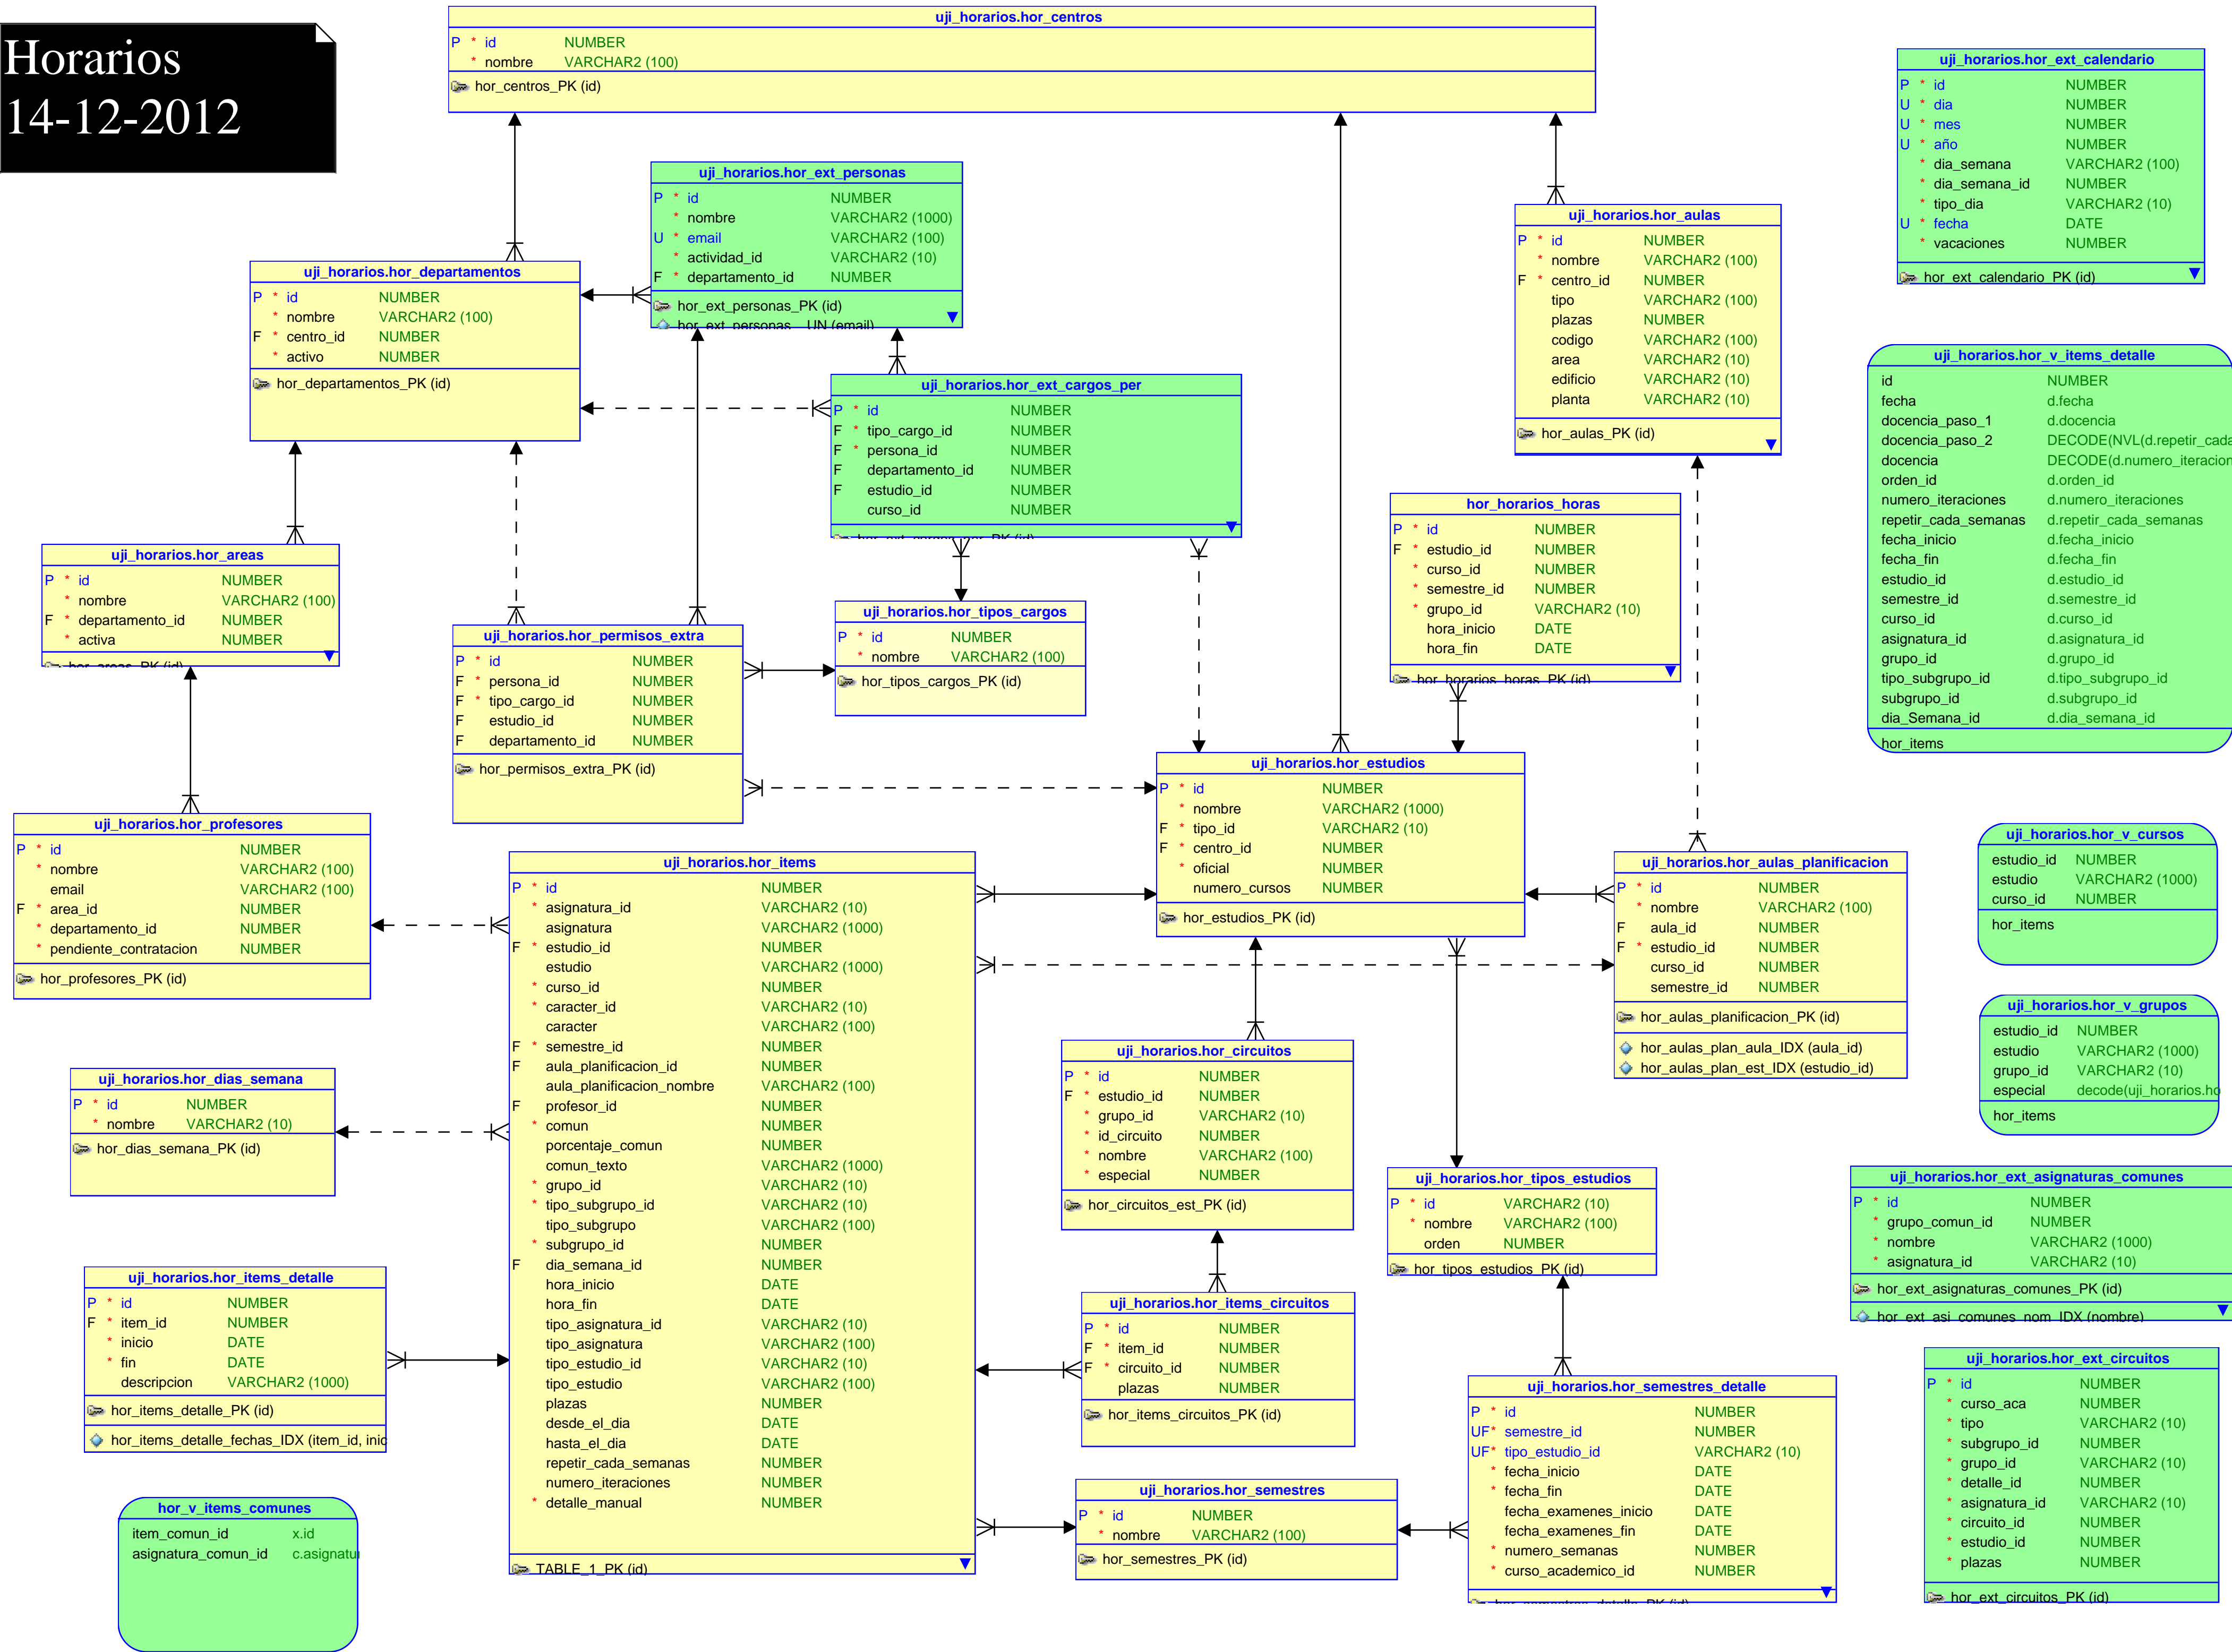 Horarios
14-12-2012
uji_horarios.hor_centros
P * id NUMBER
* nombre VARCHAR2 (100)
hor_centros_PK (id)
uji_horarios.hor_ext_calendario
P * id NUMBER
U * dia NUMBER
U * mes NUMBER
U * año NUMBER
* dia_semana VARCHAR2 (100)
* dia_semana_id NUMBER
* tipo_dia VARCHAR2 (10)
U * fecha DATE
* vacaciones NUMBER
hor_ext_calendario_PK (id)
uji_horarios.hor_ext_personas
P * id NUMBER
* nombre VARCHAR2 (1000)
U * email VARCHAR2 (100)
* actividad_id VARCHAR2 (10)
F * departamento_id NUMBER
hor_ext_personas_PK (id)
hor_ext_personas__UN (email)
uji_horarios.hor_aulas
P * id NUMBER
* nombre VARCHAR2 (100)
F * centro_id NUMBER
tipo VARCHAR2 (100)
plazas NUMBER
codigo VARCHAR2 (100)
area VARCHAR2 (10)
edificio VARCHAR2 (10)
planta VARCHAR2 (10)
hor_aulas_PK (id)
uji_horarios.hor_departamentos
P * id NUMBER
* nombre VARCHAR2 (100)
F * centro_id NUMBER
* activo NUMBER
hor_departamentos_PK (id)
uji_horarios.hor_v_items_detalle
id NUMBER
fecha d.fecha
docencia_paso_1 d.docencia
docencia_paso_2 DECODE(NVL(d.repetir_cada
docencia DECODE(d.numero_iteracion
orden_id d.orden_id
numero_iteraciones d.numero_iteraciones
repetir_cada_semanas d.repetir_cada_semanas
fecha_inicio d.fecha_inicio
fecha_fin d.fecha_fin
estudio_id d.estudio_id
semestre_id d.semestre_id
curso_id d.curso_id
asignatura_id d.asignatura_id
grupo_id d.grupo_id
tipo_subgrupo_id d.tipo_subgrupo_id
subgrupo_id d.subgrupo_id
dia_Semana_id d.dia_semana_id
hor_items
uji_horarios.hor_ext_cargos_per
P * id NUMBER
F * tipo_cargo_id NUMBER
F * persona_id NUMBER
F departamento_id NUMBER
F estudio_id NUMBER
curso_id NUMBER
hor_ext_cargos_per_PK (id)
hor_horarios_horas
P * id NUMBER
F * estudio_id NUMBER
* curso_id NUMBER
* semestre_id NUMBER
* grupo_id VARCHAR2 (10)
hora_inicio DATE
hora_fin DATE
hor_horarios_horas_PK (id)
uji_horarios.hor_areas
P * id NUMBER
* nombre VARCHAR2 (100)
F * departamento_id NUMBER
* activa NUMBER
hor_areas_PK (id)
uji_horarios.hor_tipos_cargos
P * id NUMBER
* nombre VARCHAR2 (100)
hor_tipos_cargos_PK (id)
uji_horarios.hor_permisos_extra
P * id NUMBER
F * persona_id NUMBER
F * tipo_cargo_id NUMBER
F estudio_id NUMBER
F departamento_id NUMBER
hor_permisos_extra_PK (id)
uji_horarios.hor_estudios
P * id NUMBER
* nombre VARCHAR2 (1000)
F * tipo_id VARCHAR2 (10)
F * centro_id NUMBER
* oficial NUMBER
numero_cursos NUMBER
hor_estudios_PK (id)
uji_horarios.hor_profesores
P * id NUMBER
* nombre VARCHAR2 (100)
email VARCHAR2 (100)
F * area_id NUMBER
* departamento_id NUMBER
* pendiente_contratacion NUMBER
hor_profesores_PK (id)
uji_horarios.hor_v_cursos
estudio_id NUMBER
estudio VARCHAR2 (1000)
curso_id NUMBER
hor_items
uji_horarios.hor_items
P * id NUMBER
* asignatura_id VARCHAR2 (10)
asignatura VARCHAR2 (1000)
F * estudio_id NUMBER
estudio VARCHAR2 (1000)
* curso_id NUMBER
* caracter_id VARCHAR2 (10)
caracter VARCHAR2 (100)
F * semestre_id NUMBER
F aula_planificacion_id NUMBER
aula_planificacion_nombre VARCHAR2 (100)
F profesor_id NUMBER
* comun NUMBER
porcentaje_comun NUMBER
comun_texto VARCHAR2 (1000)
* grupo_id VARCHAR2 (10)
* tipo_subgrupo_id VARCHAR2 (10)
tipo_subgrupo VARCHAR2 (100)
* subgrupo_id NUMBER
F dia_semana_id NUMBER
hora_inicio DATE
hora_fin DATE
tipo_asignatura_id VARCHAR2 (10)
tipo_asignatura VARCHAR2 (100)
tipo_estudio_id VARCHAR2 (10)
tipo_estudio VARCHAR2 (100)
plazas NUMBER
desde_el_dia DATE
hasta_el_dia DATE
repetir_cada_semanas NUMBER
numero_iteraciones NUMBER
* detalle_manual NUMBER
TABLE_1_PK (id)
uji_horarios.hor_aulas_planificacion
P * id NUMBER
* nombre VARCHAR2 (100)
F aula_id NUMBER
F * estudio_id NUMBER
curso_id NUMBER
semestre_id NUMBER
hor_aulas_planificacion_PK (id)
hor_aulas_plan_aula_IDX (aula_id)
hor_aulas_plan_est_IDX (estudio_id)
uji_horarios.hor_v_grupos
estudio_id NUMBER
estudio VARCHAR2 (1000)
grupo_id VARCHAR2 (10)
especial decode(uji_horarios.ho
hor_items
uji_horarios.hor_circuitos
P * id NUMBER
F * estudio_id NUMBER
* grupo_id VARCHAR2 (10)
* id_circuito NUMBER
* nombre VARCHAR2 (100)
* especial NUMBER
hor_circuitos_est_PK (id)
uji_horarios.hor_dias_semana
P * id NUMBER
* nombre VARCHAR2 (10)
hor_dias_semana_PK (id)
uji_horarios.hor_tipos_estudios
P * id VARCHAR2 (10)
* nombre VARCHAR2 (100)
orden NUMBER
hor_tipos_estudios_PK (id)
uji_horarios.hor_ext_asignaturas_comunes
P * id NUMBER
* grupo_comun_id NUMBER
* nombre VARCHAR2 (1000)
* asignatura_id VARCHAR2 (10)
hor_ext_asignaturas_comunes_PK (id)
hor_ext_asi_comunes_nom_IDX (nombre)
uji_horarios.hor_items_detalle
P * id NUMBER
F * item_id NUMBER
* inicio DATE
* fin DATE
descripcion VARCHAR2 (1000)
hor_items_detalle_PK (id)
hor_items_detalle_fechas_IDX (item_id, inic
uji_horarios.hor_items_circuitos
P * id NUMBER
F * item_id NUMBER
F * circuito_id NUMBER
plazas NUMBER
hor_items_circuitos_PK (id)
uji_horarios.hor_ext_circuitos
P * id NUMBER
* curso_aca NUMBER
* tipo VARCHAR2 (10)
* subgrupo_id NUMBER
* grupo_id VARCHAR2 (10)
* detalle_id NUMBER
* asignatura_id VARCHAR2 (10)
* circuito_id NUMBER
* estudio_id NUMBER
* plazas NUMBER
hor_ext_circuitos_PK (id)
uji_horarios.hor_semestres_detalle
P * id NUMBER
UF* semestre_id NUMBER
UF* tipo_estudio_id VARCHAR2 (10)
* fecha_inicio DATE
* fecha_fin DATE
fecha_examenes_inicio DATE
fecha_examenes_fin DATE
* numero_semanas NUMBER
* curso_academico_id NUMBER
hor_semestres_detalle_PK (id)
uji_horarios.hor_semestres
P * id NUMBER
* nombre VARCHAR2 (100)
hor_semestres_PK (id)
hor_v_items_comunes
item_comun_id x.id
asignatura_comun_id c.asignatu